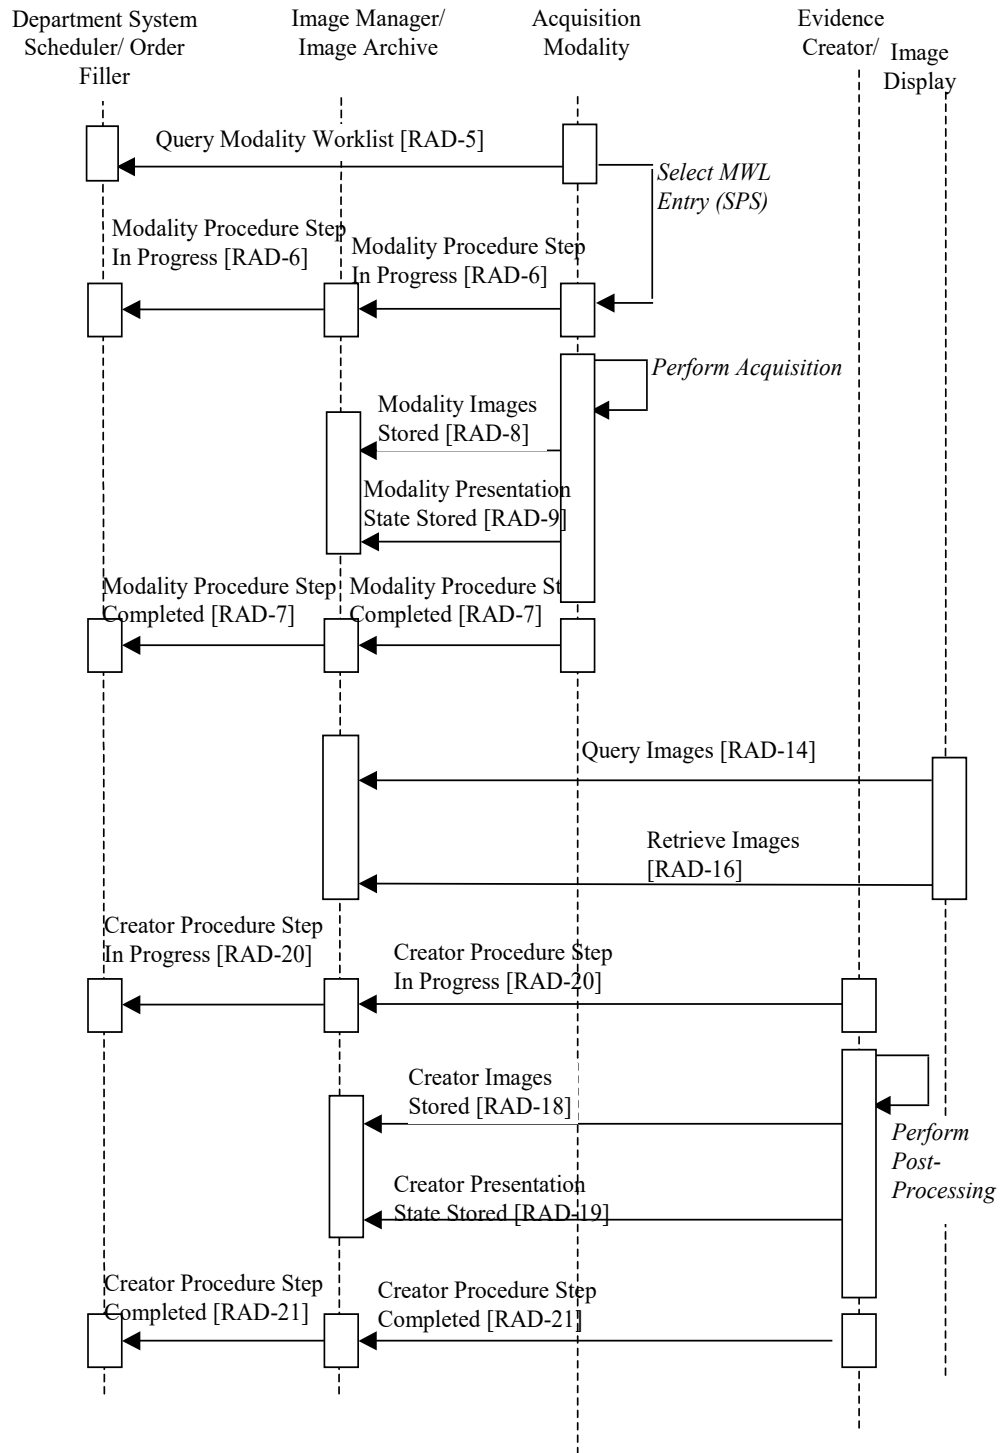 Department System
Scheduler/ Order
Filler
Image Manager/
Image Archive
Acquisition
Modality
Evidence
Creator/
Image
Display
Query Modality Worklist [RAD-5]
Select MWL
Entry (SPS)
Modality Procedure Step
In Progress [RAD-6]
Modality Procedure Step
In Progress [RAD-6]
Perform Acquisition
Modality Images
Stored [RAD-8]
Modality Presentation
State Stored [RAD-9]
Modality Procedure Step
Completed [RAD-7]
Modality Procedure St
Completed [RAD-7]
Query Images [RAD-14]
Retrieve Images
[RAD-16]
Creator Procedure Step
In Progress [RAD-20]
Creator Procedure Step
In Progress [RAD-20]
Creator Images
Stored [RAD-18]
Perform
Post-
Processing
Creator Presentation
State Stored [RAD-19]
Creator Procedure Step
Completed [RAD-21]
Creator Procedure Step
Completed [RAD-21]